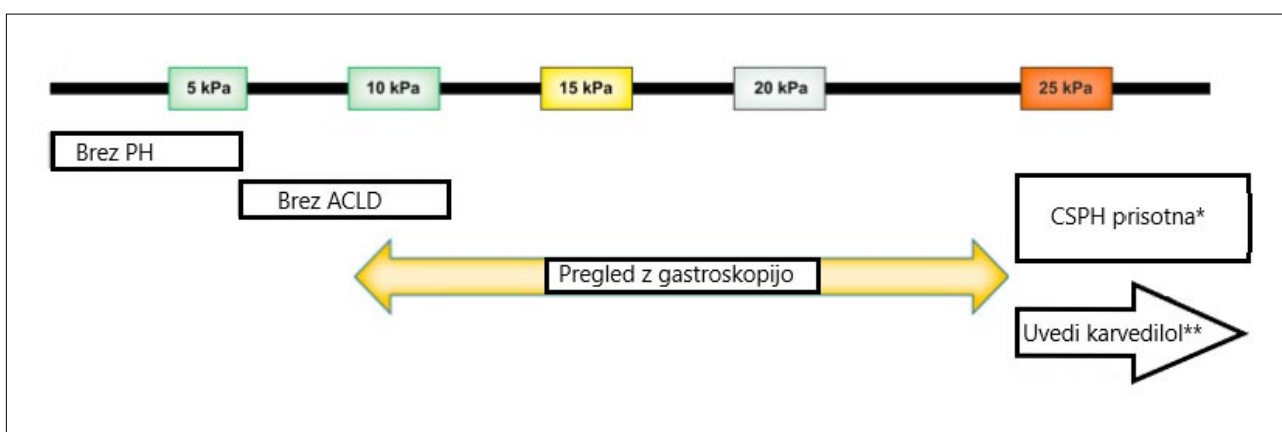 5 kPa 10 kPa 15 kPa 20 kPa 25 kPa
Brez PH
Brez ACLD
CSPH prisotna*
Pregled z gastroskopijo
Uvedi karvedilol**